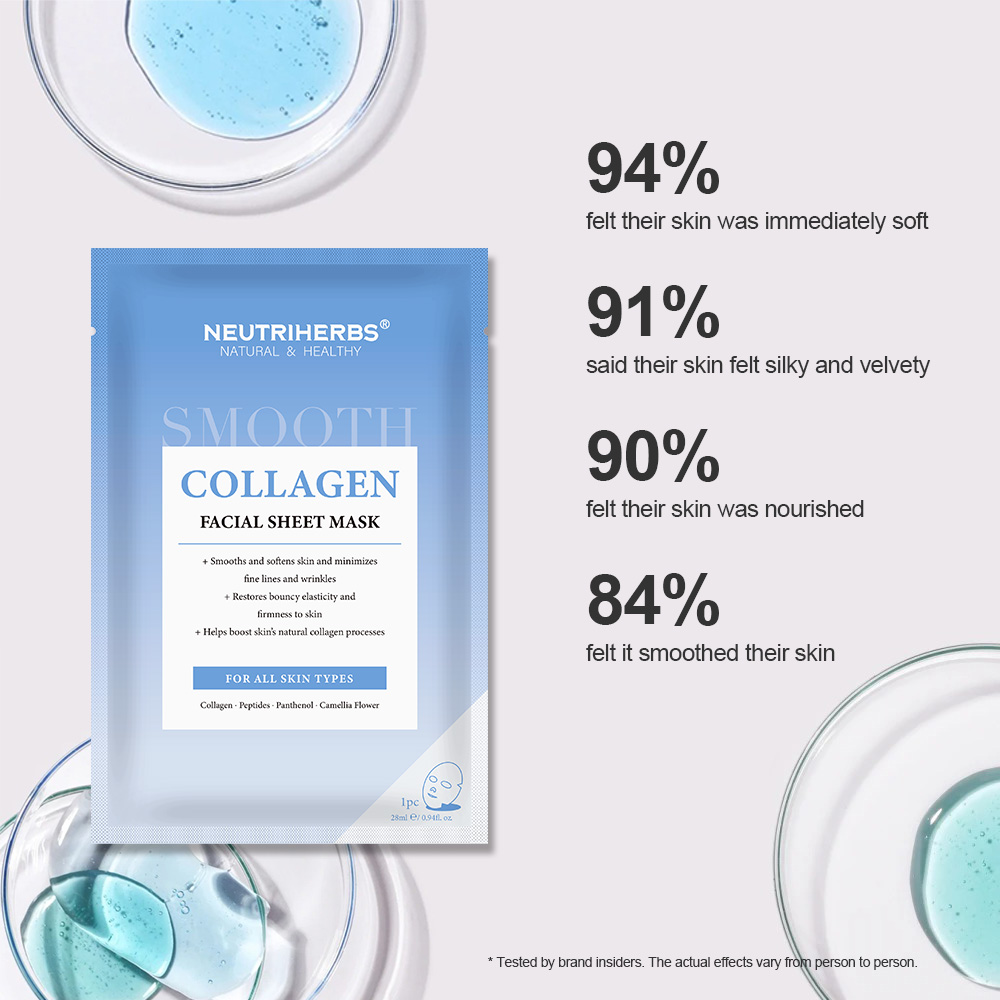 NEUTRIHERBS®
NATURAL & HEALTHY
SMOOTH
COLLAGEN
FACIAL SHEET MASK
+ Smooths and softens skin and minimizes
fine lines and wrinkles
+ Restores bouncy elasticity and
firmness to skin
+ Helps boost skin's natural collagen processes
FOR ALL SKIN TYPES
Collagen · Peptides · Panthenol · Camellia Flower
1pc
28ml ℮/ 0.94fl. oz.
94%
felt their skin was immediately soft
91%
said their skin felt silky and velvety
90%
felt their skin was nourished
84%
felt it smoothed their skin
* Tested by brand insiders. The actual effects vary from person to person.